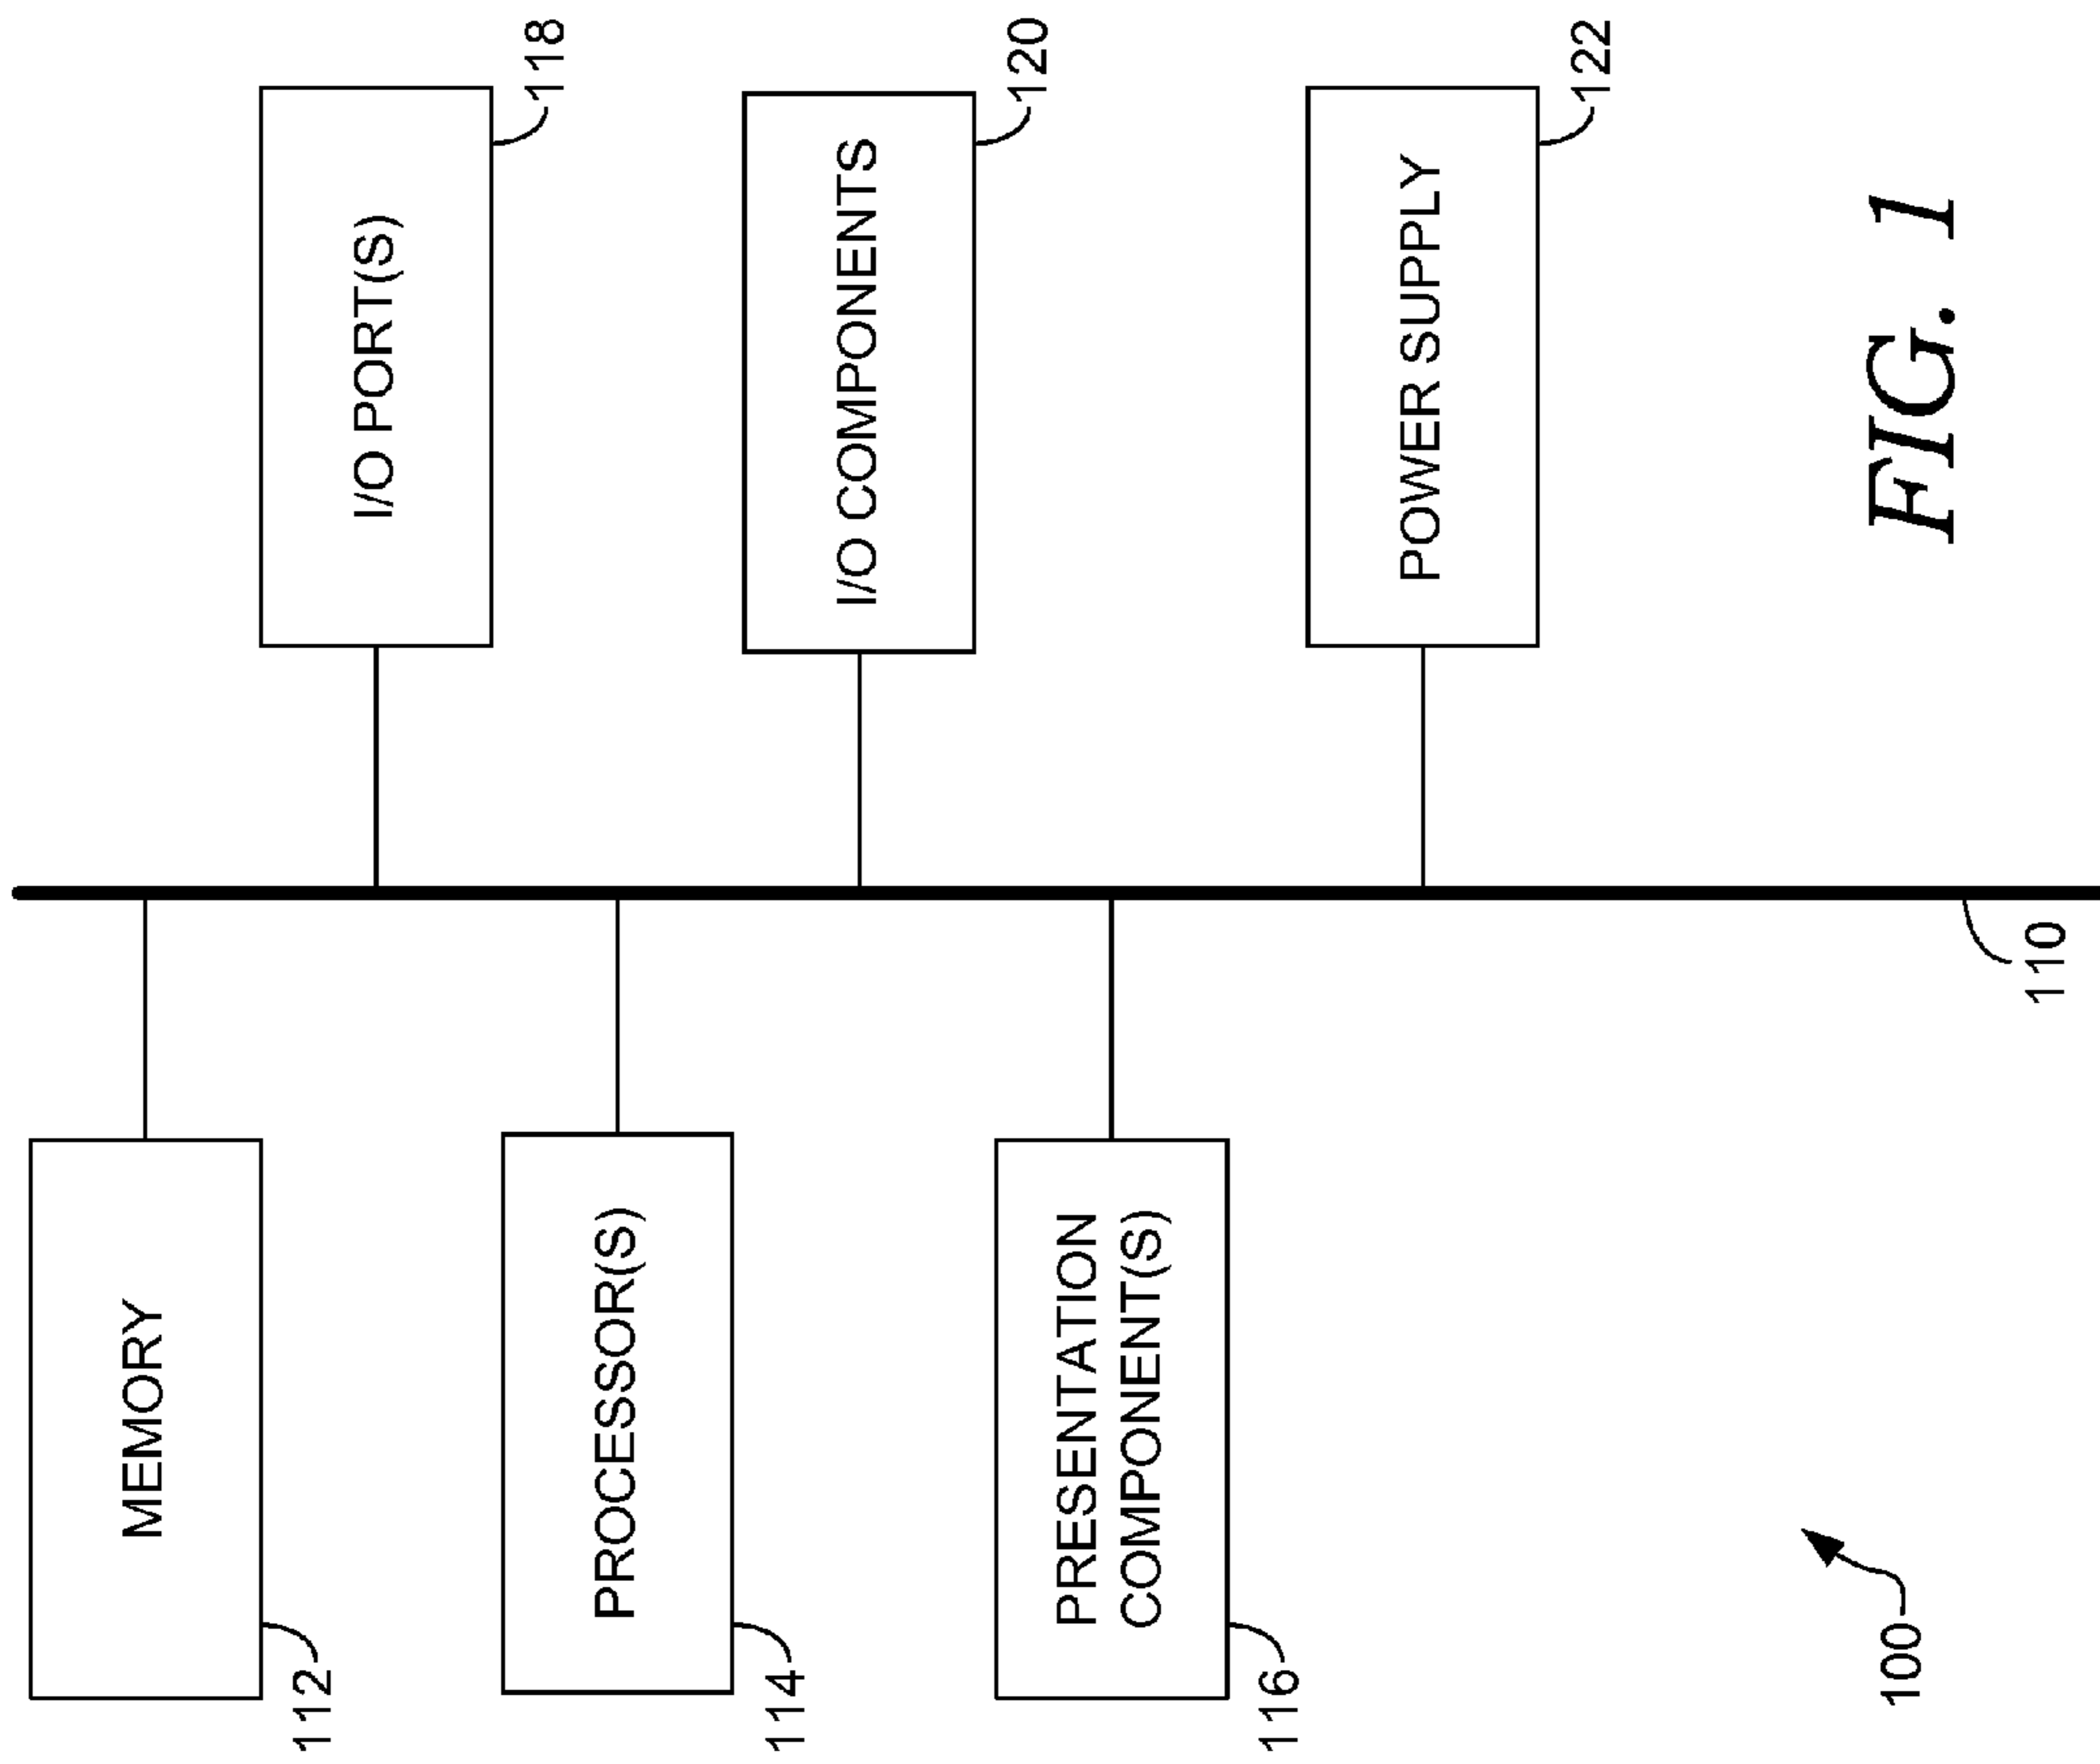 MEMORY
112
I/O PORT(S)
118
PROCESSOR(S)
114
I/O COMPONENTS
120
PRESENTATION
COMPONENT(S)
116
POWER SUPPLY
122
100
110
FIG. 1